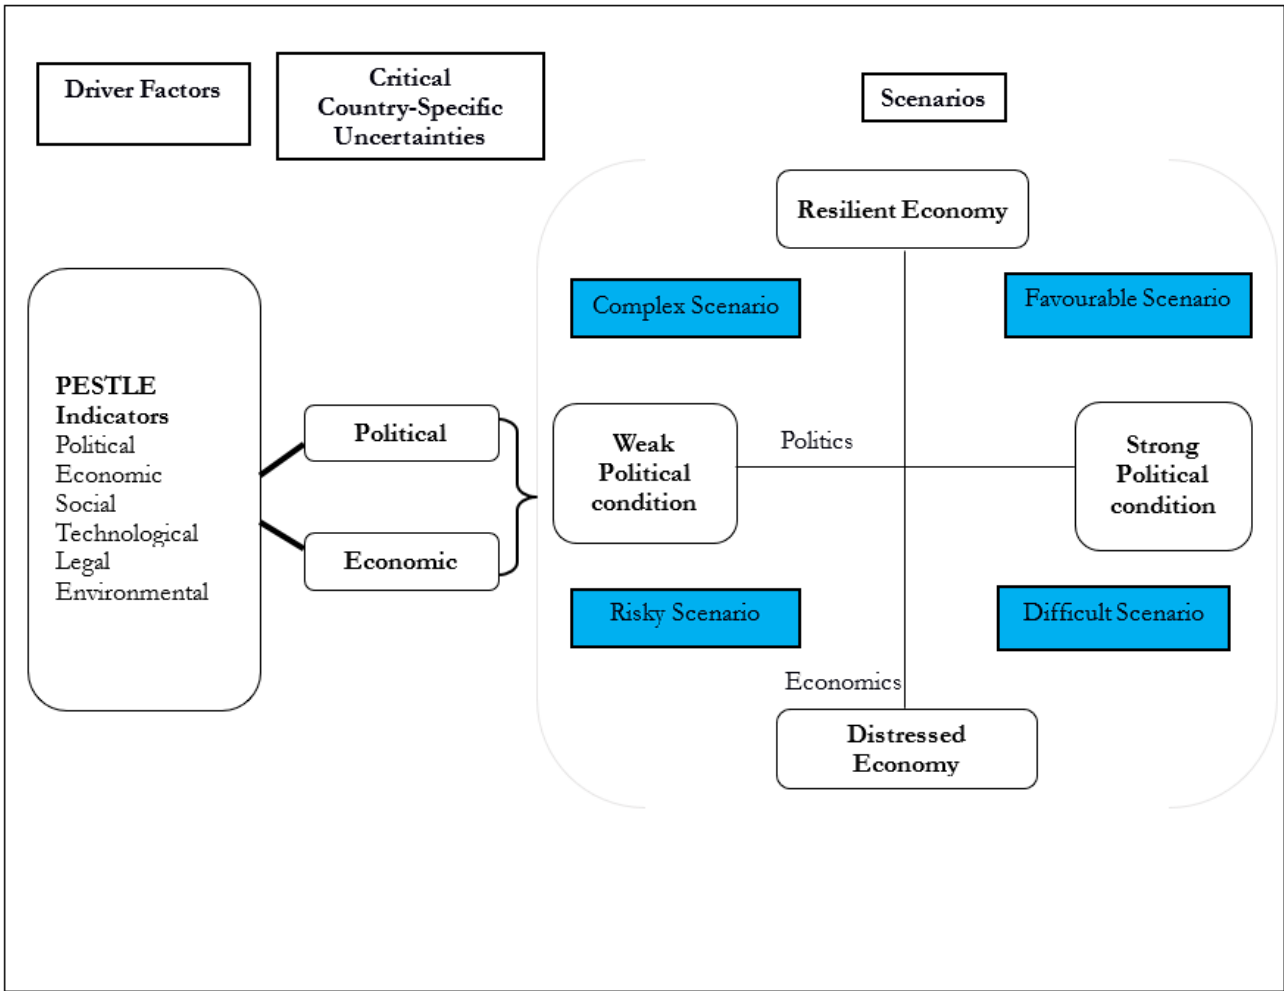 Driver Factors
Critical
Country-Specific
Uncertainties
Scenarios
Resilient Economy
Complex Scenario
Favourable Scenario
PESTLE
Indicators
Political
Economic
Social
Technological
Legal
Environmental
Political
Economic
Weak
Political
condition
Politics
Strong
Political
condition
Risky Scenario
Difficult Scenario
Economics
Distressed
Economy